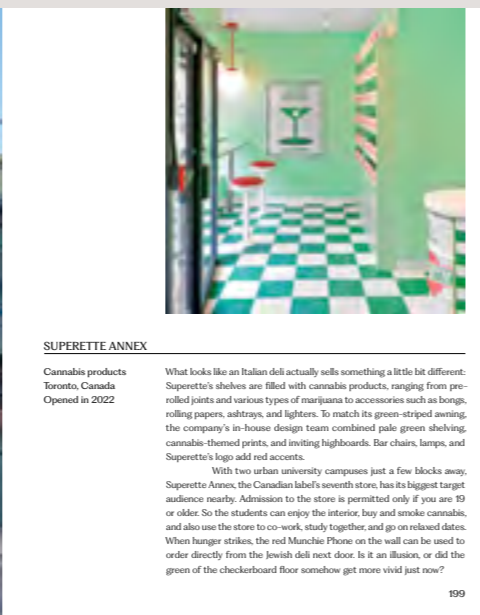 SUPERETTE ANNEX
Cannabis products
Toronto, Canada
Opened in 2022
What looks like an Italian deli actually sells something a little bit different:
Superette's shelves are filled with cannabis products, ranging from pre-
rolled joints and various types of marijuana to accessories such as bongs,
rolling papers, ashtrays, and lighters. To match its green-striped awning,
the company's in-house design team combined pale green shelving,
cannabis-themed prints, and inviting highboards. Bar chairs, lamps, and
Superette's logo add red accents.
With two urban university campuses just a few blocks away,
Superette Annex, the Canadian label's seventh store, has its biggest target
audience nearby. Admission to the store is permitted only if you are 19
or older. So the students can enjoy the interior, buy and smoke cannabis,
and also use the store to co-work, study together, and go on relaxed dates.
When hunger strikes, the red Munchie Phone on the wall can be used to
order directly from the Jewish deli next door. Is it an illusion, or did the
green of the checkerboard floor somehow get more vivid just now?
199